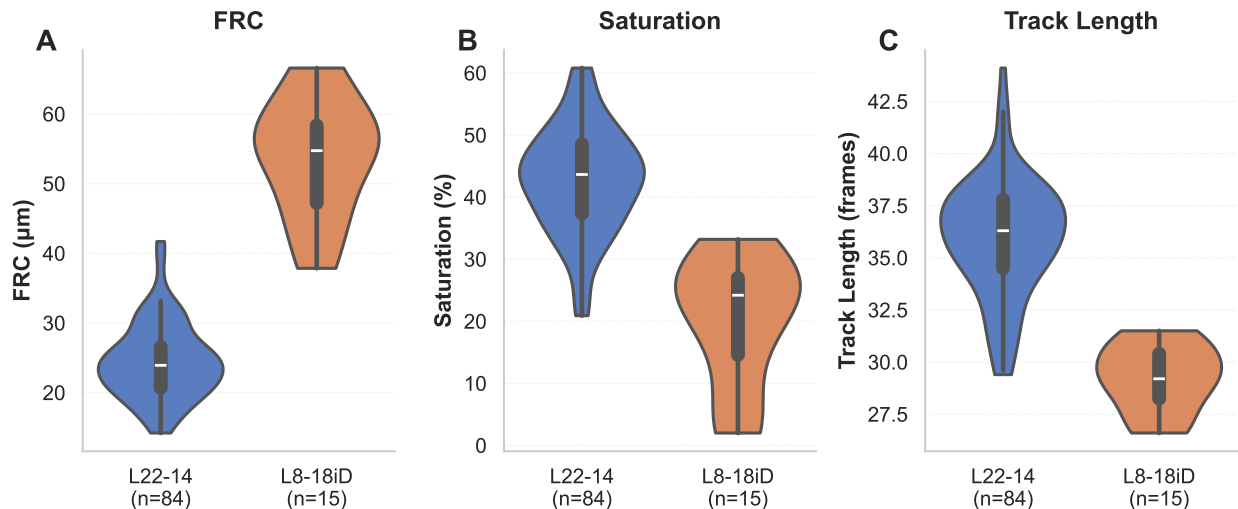 A
FRC
FRC (µm)
60
50
40
30
20
L22-14
(n=84)
L8-18iD
(n=15)
B
Saturation
Saturation (%)
60
50
40
30
20
10
0
L22-14
(n=84)
L8-18iD
(n=15)
C
Track Length
Track Length (frames)
42.5
40.0
37.5
35.0
32.5
30.0
27.5
L22-14
(n=84)
L8-18iD
(n=15)